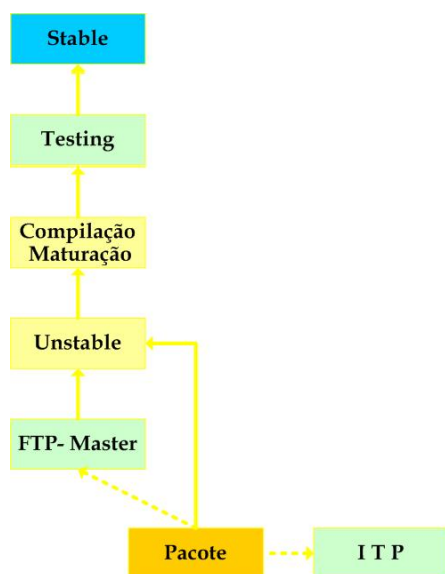 Stable
Testing
Compilação
Maturação
Unstable
FTP- Master
Pacote
I T P